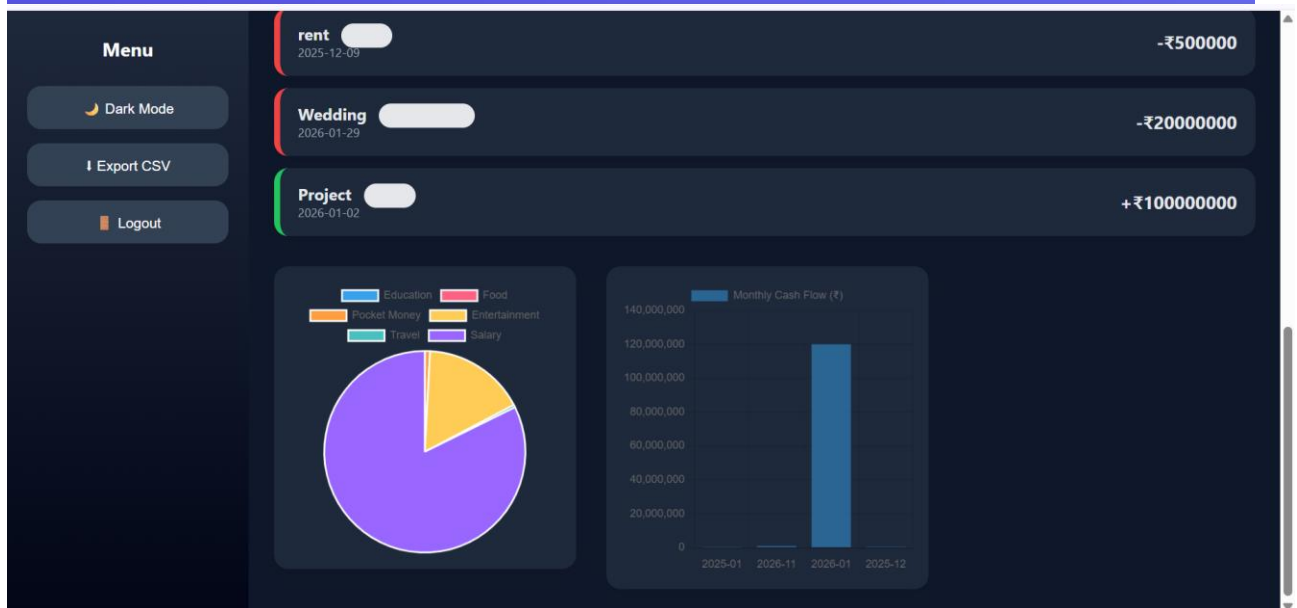 Menu
🌙 Dark Mode
⬇ Export CSV
🚪 Logout
rent
2025-12-09
-₹500000
Wedding
2026-01-29
-₹20000000
Project
2026-01-02
+₹100000000
Education Food
Pocket Money Entertainment
Travel Salary
Monthly Cash Flow (₹)
140,000,000
120,000,000
100,000,000
80,000,000
60,000,000
40,000,000
20,000,000
0
2025-01 2026-11 2026-01 2025-12